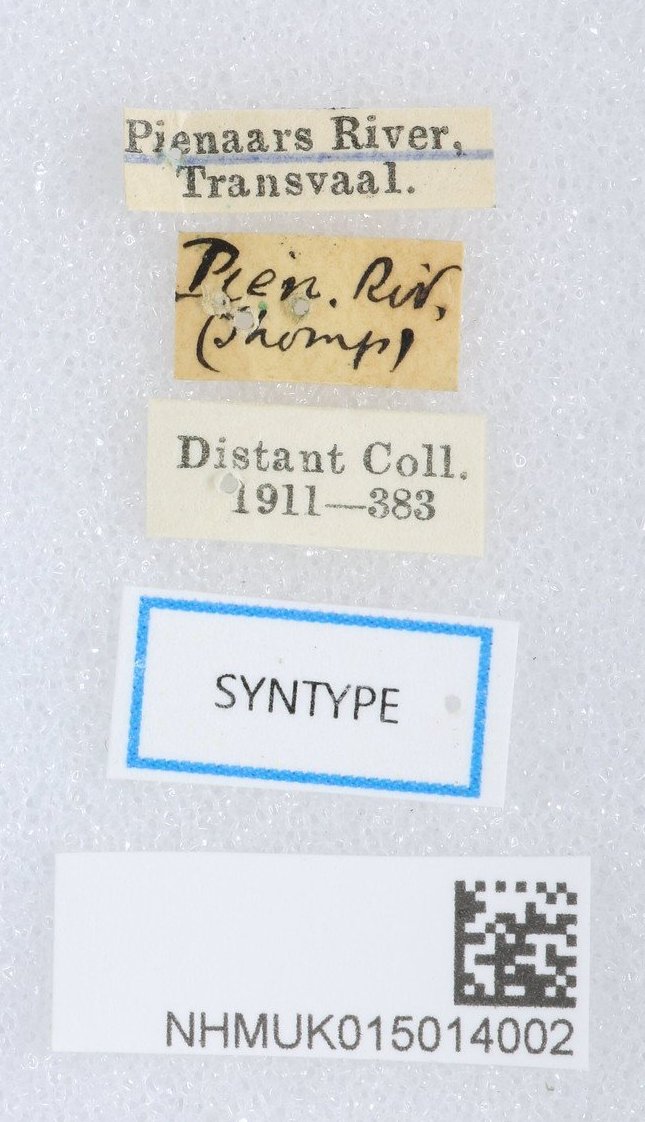 Pienaars River,
Transvaal.
Pien. Riv.
(Thomp)
Distant Coll.
1911—383
SYNTYPE
NHMUK015014002